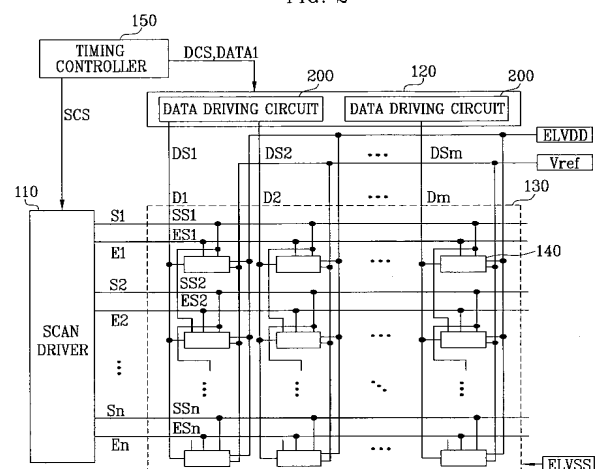 FIG. 2
150
TIMING
CONTROLLER
DCS,DATA1
SCS
200
120
200
DATA DRIVING CIRCUIT
DATA DRIVING CIRCUIT
ELVDD
DS1
DS2
...
DSm
Vref
110
D1
D2
...
Dm
130
S1
SS1
ES1
E1
140
...
S2
SS2
ES2
E2
SCAN
DRIVER
...
Sn
SSn
ESn
En
...
ELVSS